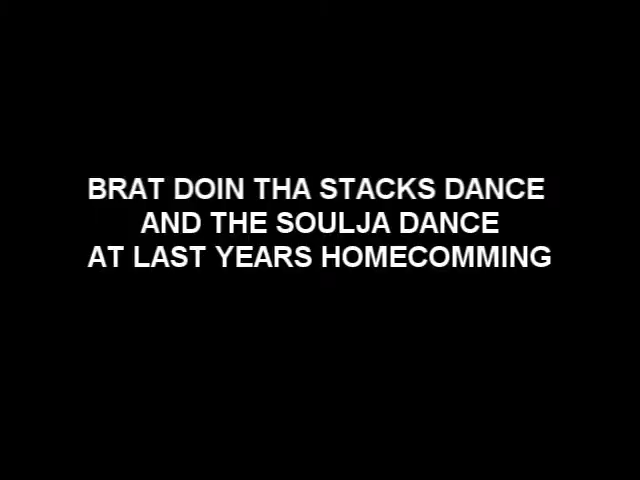 BRAT DOIN THA STACKS DANCE
AND THE SOULJA DANCE
AT LAST YEARS HOMECOMMING